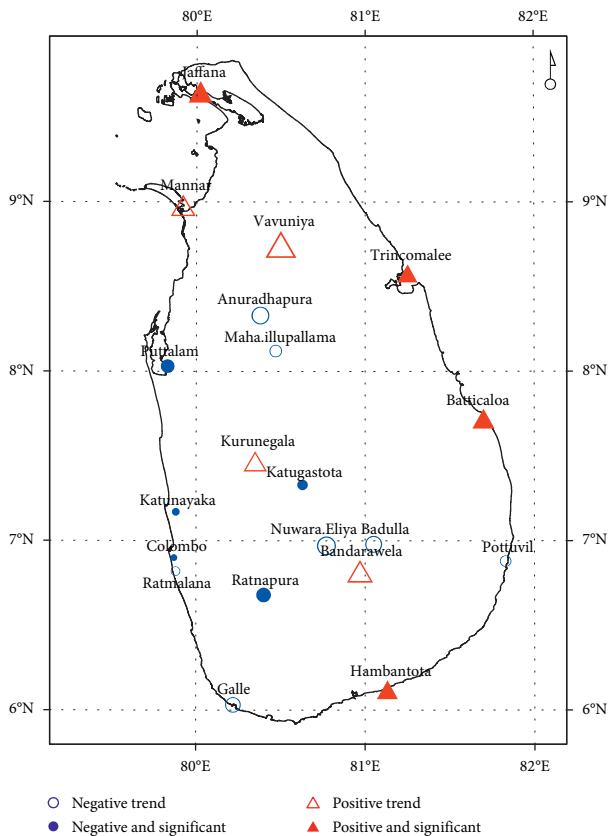 80°E 81°E 82°E
Jaffana
Mannar
9°N 9°N
Vavuniya
Trincomalee
Anuradhapura
Maha.illupallama
Puttalam
8°N 8°N
Batticaloa
Kurunegala
Katugastota
Katunayaka
Nuwara.Eliya Badulla
7°N 7°N
Colombo
Bandarawela
Pottuvil
Ratmalana
Ratnapura
Hambantota
Galle
6°N 6°N
80°E 81°E 82°E
Negative trend
Positive trend
Negative and significant
Positive and significant